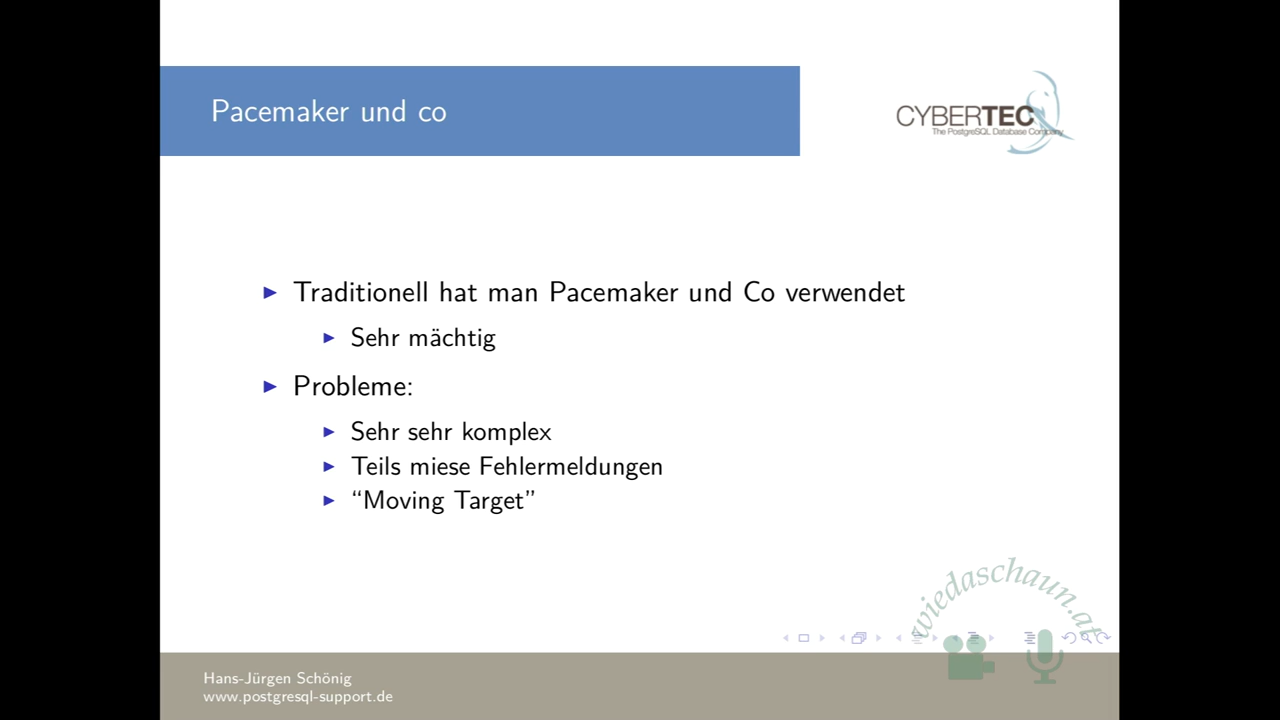 Pacemaker und co
CYBERTEC
The PostgreSQL Database Company
Traditionell hat man Pacemaker und Co verwendet
Sehr mächtig
Probleme:
Sehr sehr komplex
Teils miese Fehlermeldungen
“Moving Target”
wiedaschaun.at
Hans-Jürgen Schönig
www.postgresql-support.de